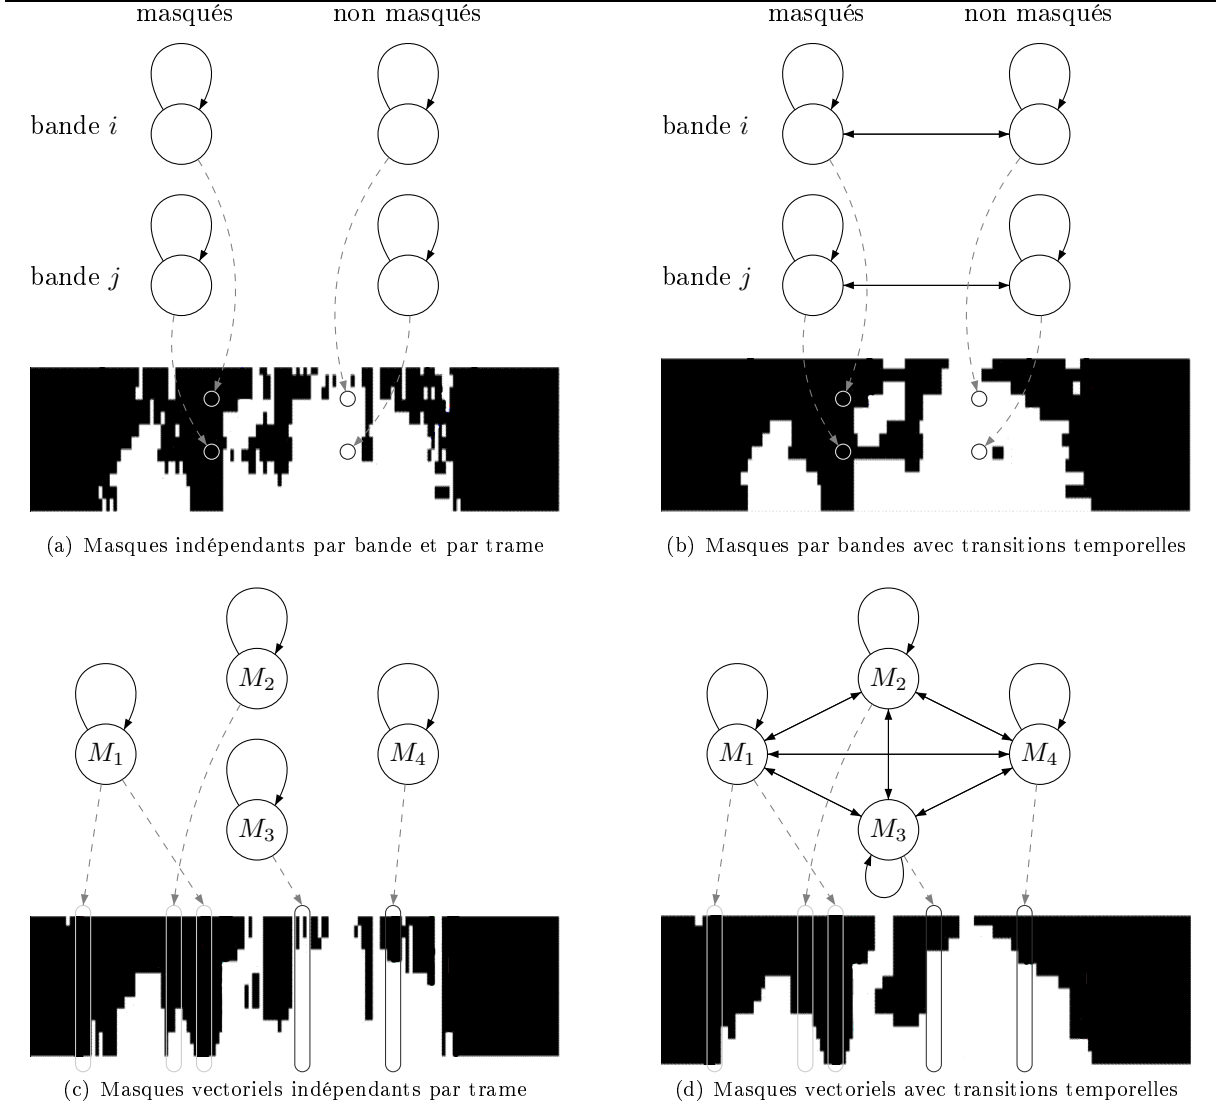 masqués non masqués
bande i
bande j
(a) Masques indépendants par bande et par trame
masqués non masqués
bande i
bande j
(b) Masques par bandes avec transitions temporelles
M2
M1
M4
M3
(c) Masques vectoriels indépendants par trame
M2
M1
M4
M3
(d) Masques vectoriels avec transitions temporelles